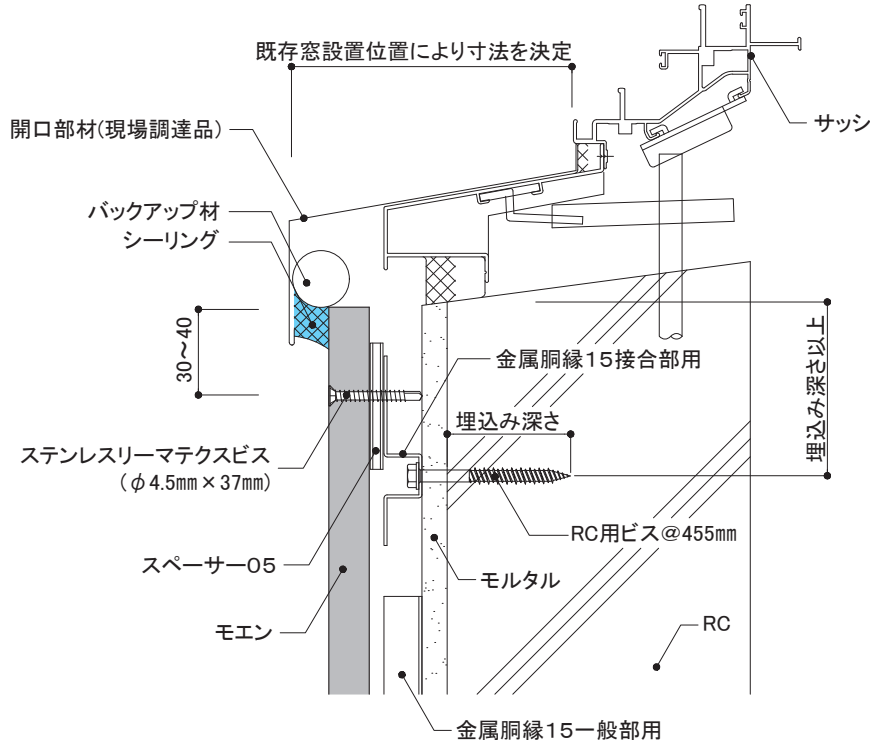 既存窓設置位置により寸法を決定
開口部材(現場調達品)
サッシ
バックアップ材
シーリング
30～40
金属胴縁15接合部用
埋込み深さ以上
埋込み深さ
ステンレスリーマテクスビス
（φ4.5mm×37mm）
RC用ビス@455mm
スペーサー05
モルタル
モエン
RC
金属胴縁15一般部用